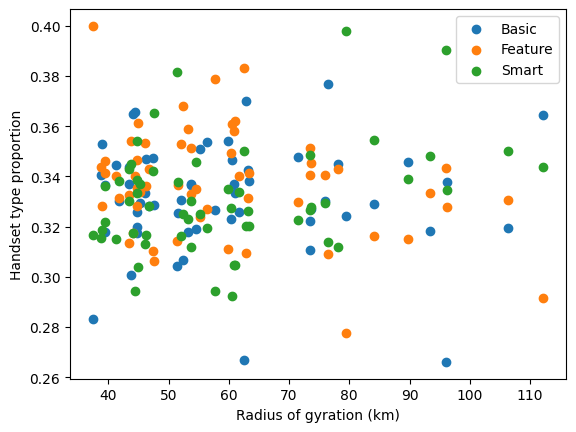 0.40
0.38
0.36
0.34
0.32
0.30
0.28
0.26
Handset type proportion
Basic
Feature
Smart
40 50 60 70 80 90 100 110
Radius of gyration (km)